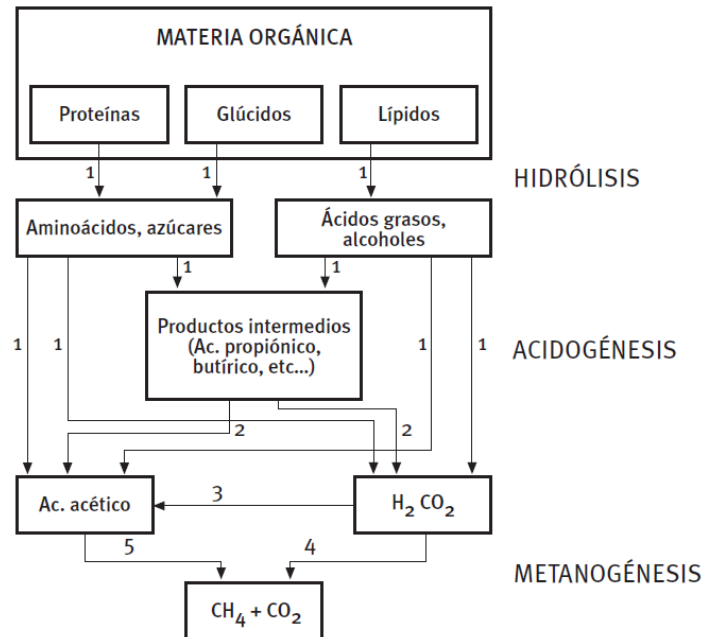 MATERIA ORGÁNICA
Proteínas
Glúcidos
Lípidos
1
1
1
HIDRÓLISIS
Aminoácidos, azúcares
Ácidos grasos,
alcoholes
1
1
Productos intermedios
(Ac. propiónico,
butírico, etc...)
1
1
1
1
ACIDOGÉNESIS
2
2
Ac. acético
3
H2 CO2
5
4
METANOGÉNESIS
CH4 + CO2